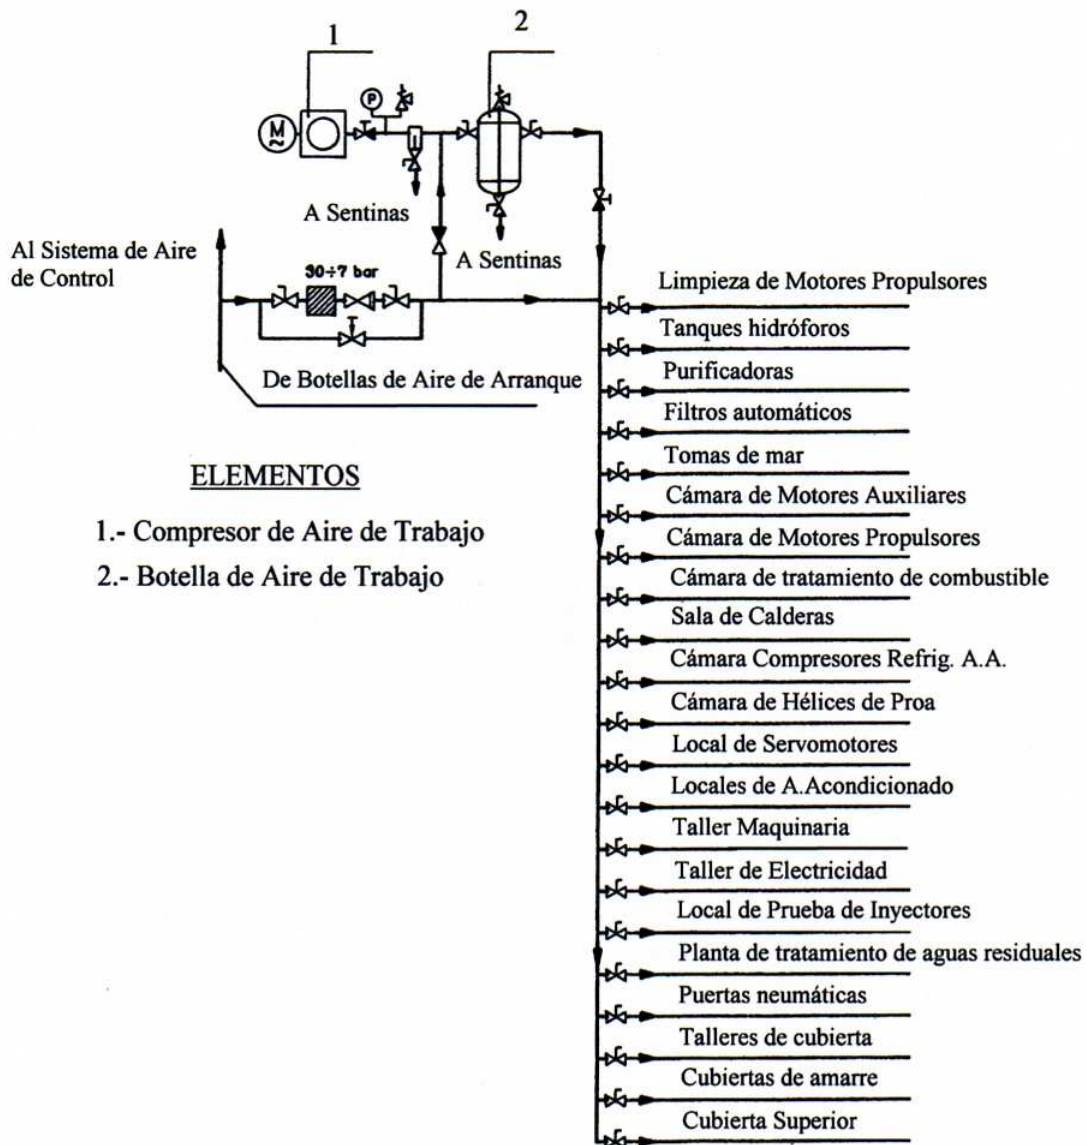 1
2
P
M
~
A Sentinas
Al Sistema de Aire
de Control
A Sentinas
30÷7 bar
De Botellas de Aire de Arranque
ELEMENTOS
1.- Compresor de Aire de Trabajo
2.- Botella de Aire de Trabajo
Limpieza de Motores Propulsores
Tanques hidróforos
Purificadoras
Filtros automáticos
Tomas de mar
Cámara de Motores Auxiliares
Cámara de Motores Propulsores
Cámara de tratamiento de combustible
Sala de Calderas
Cámara Compresores Refrig. A.A.
Cámara de Hélices de Proa
Local de Servomotores
Locales de A.Acondicionado
Taller Maquinaria
Taller de Electricidad
Local de Prueba de Inyectores
Planta de tratamiento de aguas residuales
Puertas neumáticas
Talleres de cubierta
Cubiertas de amarre
Cubierta Superior